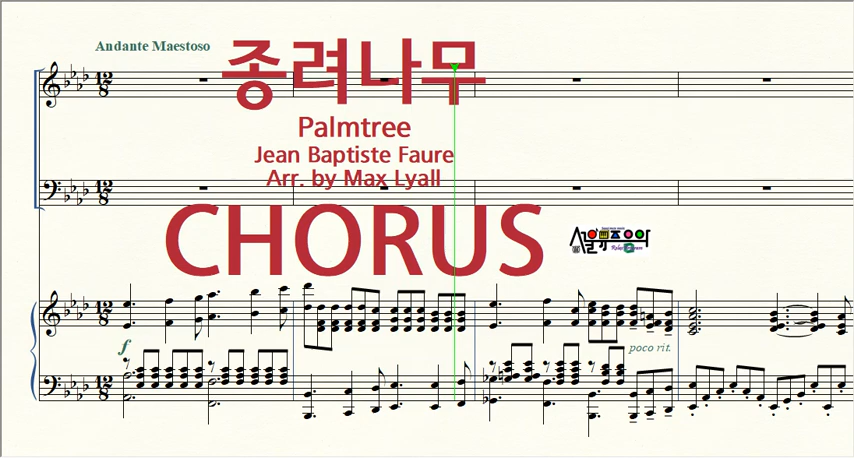 Andante Maestoso
종려나무
Palmtree
Jean Baptiste Faure
Arr. by Max Lyall
CHORUS
f
poco rit.